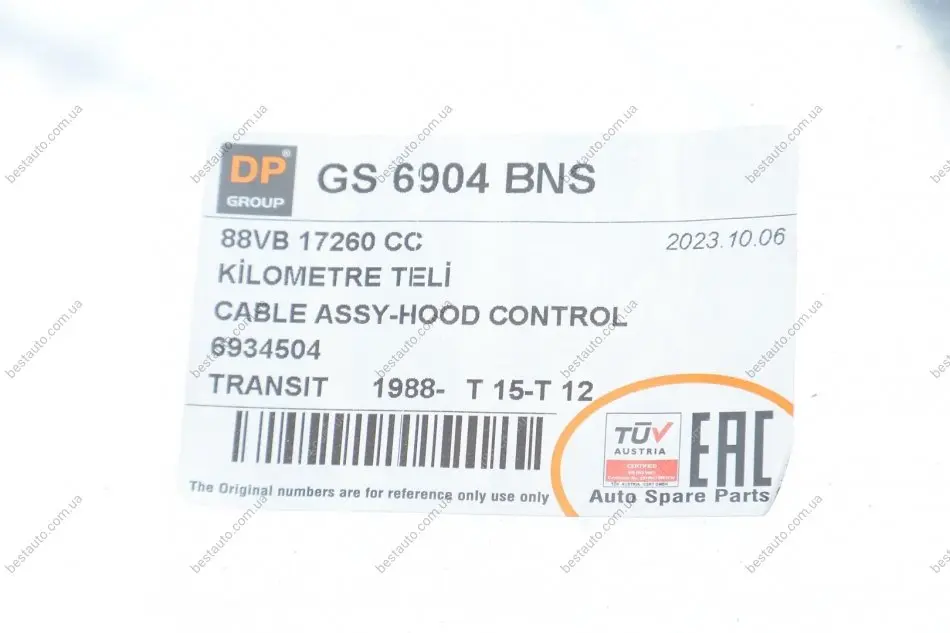 DP®
GROUP
GS 6904 BNS
88VB 17260 CC
2023.10.06
KİLOMETRE TELİ
CABLE ASSY-HOOD CONTROL
6934504
TRANSIT 1988- T 15-T 12
TÜV
AUSTRIA
CERTIFIED
EAC
Auto Spare Parts
The Original numbers are for reference only use only
bestauto.com.ua